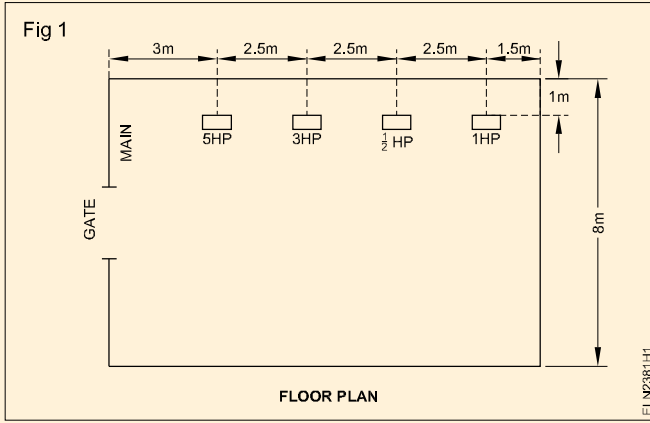 Fig 1
3m 2.5m 2.5m 2.5m 1.5m
1m
5HP 3HP ½ HP 1HP
MAIN
GATE
8m
FLOOR PLAN
ELN2381H1